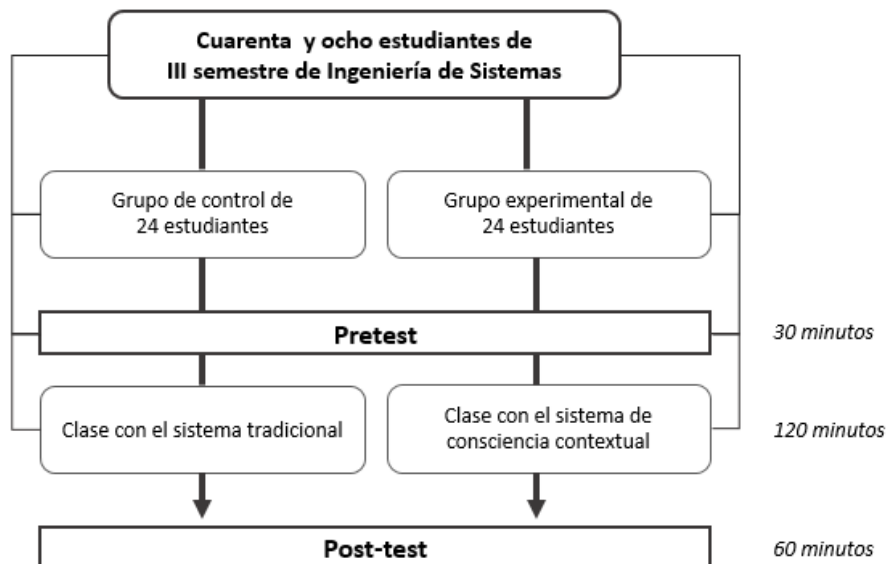 Cuarenta y ocho estudiantes de
III semestre de Ingeniería de Sistemas
Grupo de control de
24 estudiantes
Grupo experimental de
24 estudiantes
Pretest
30 minutos
Clase con el sistema tradicional
Clase con el sistema de
consciencia contextual
120 minutos
Post-test
60 minutos